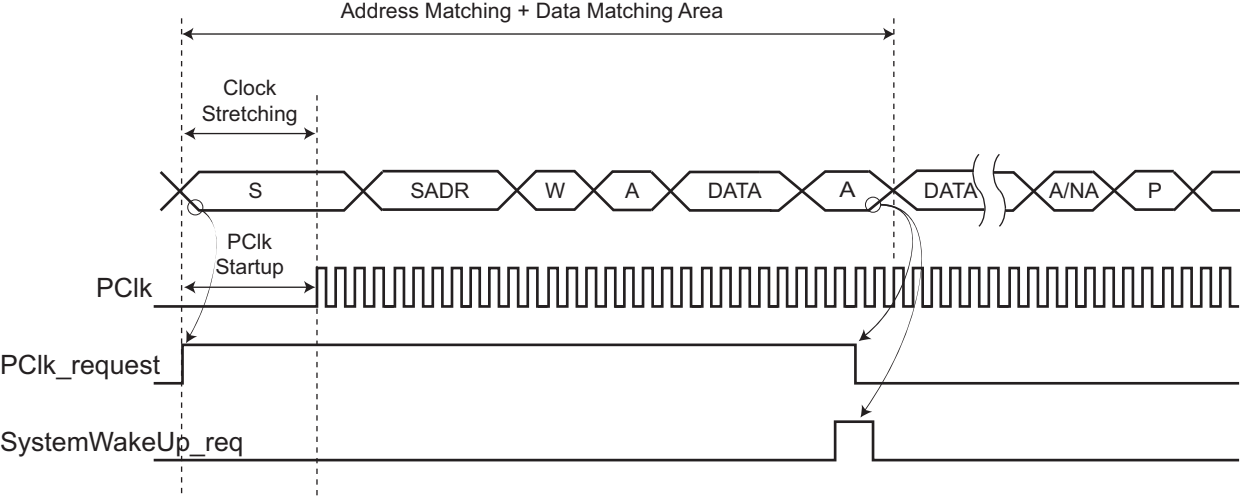 Address Matching + Data Matching Area
Clock
Stretching
S SADR W A DATA A DATA A/NA P
PClk
Startup
PClk
PClk_request
SystemWakeUp_req